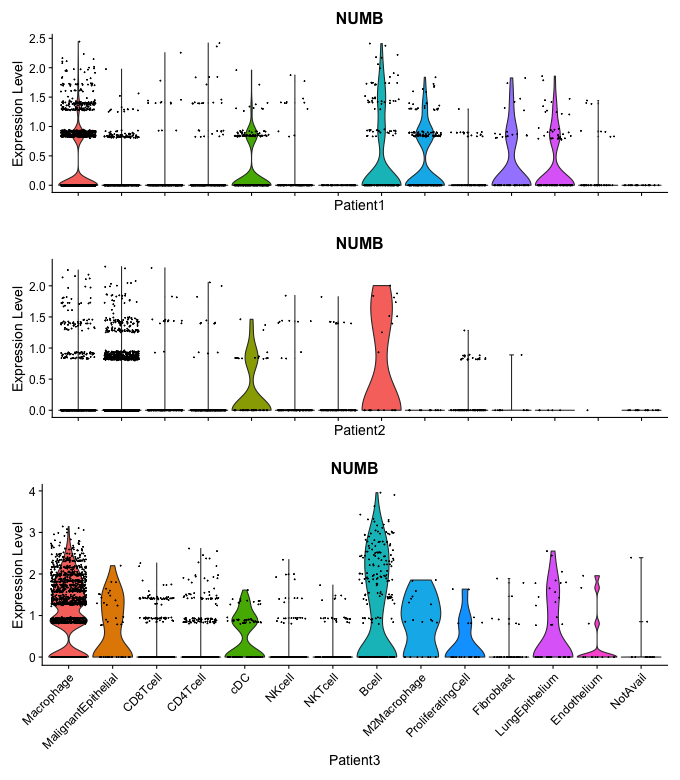 NUMB
Expression Level
2.5
2.0
1.5
1.0
0.5
0.0
Patient1
NUMB
Expression Level
2.0
1.5
1.0
0.5
0.0
Patient2
NUMB
Expression Level
4
3
2
1
0
Macrophage
MalignantEpithelial
CD8Tcell
CD4Tcell
cDC
NKcell
NKTcell
Bcell
M2Macrophage
ProliferatingCell
Fibroblast
LungEpithelium
Endothelium
NotAvail
Patient3